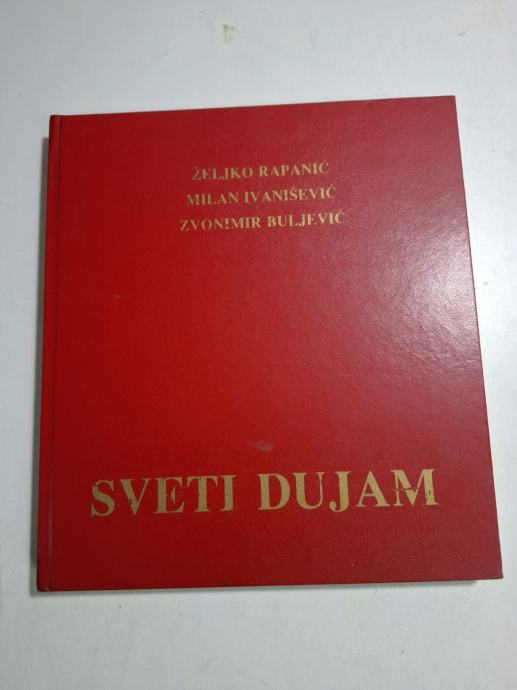 ŽELJKO RAPANIĆ
MILAN IVANIŠEVIĆ
ZVONIMIR BULJEVIĆ
SVETI DUJAM